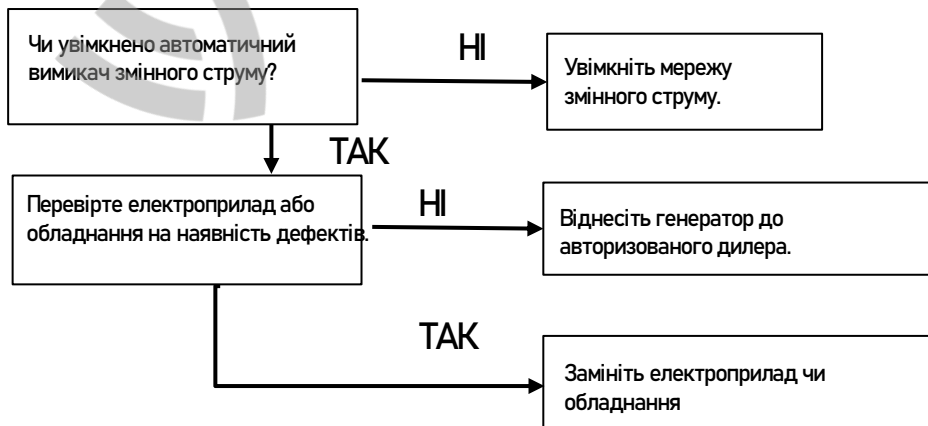 Чи увімкнено автоматичний
вимикач змінного струму?
НІ
Увімкніть мережу
змінного струму.
ТАК
Перевірте електроприлад або
обладнання на наявність дефектів.
НІ
Віднесіть генератор до
авторизованого дилера.
ТАК
Замініть електроприлад чи
обладнання